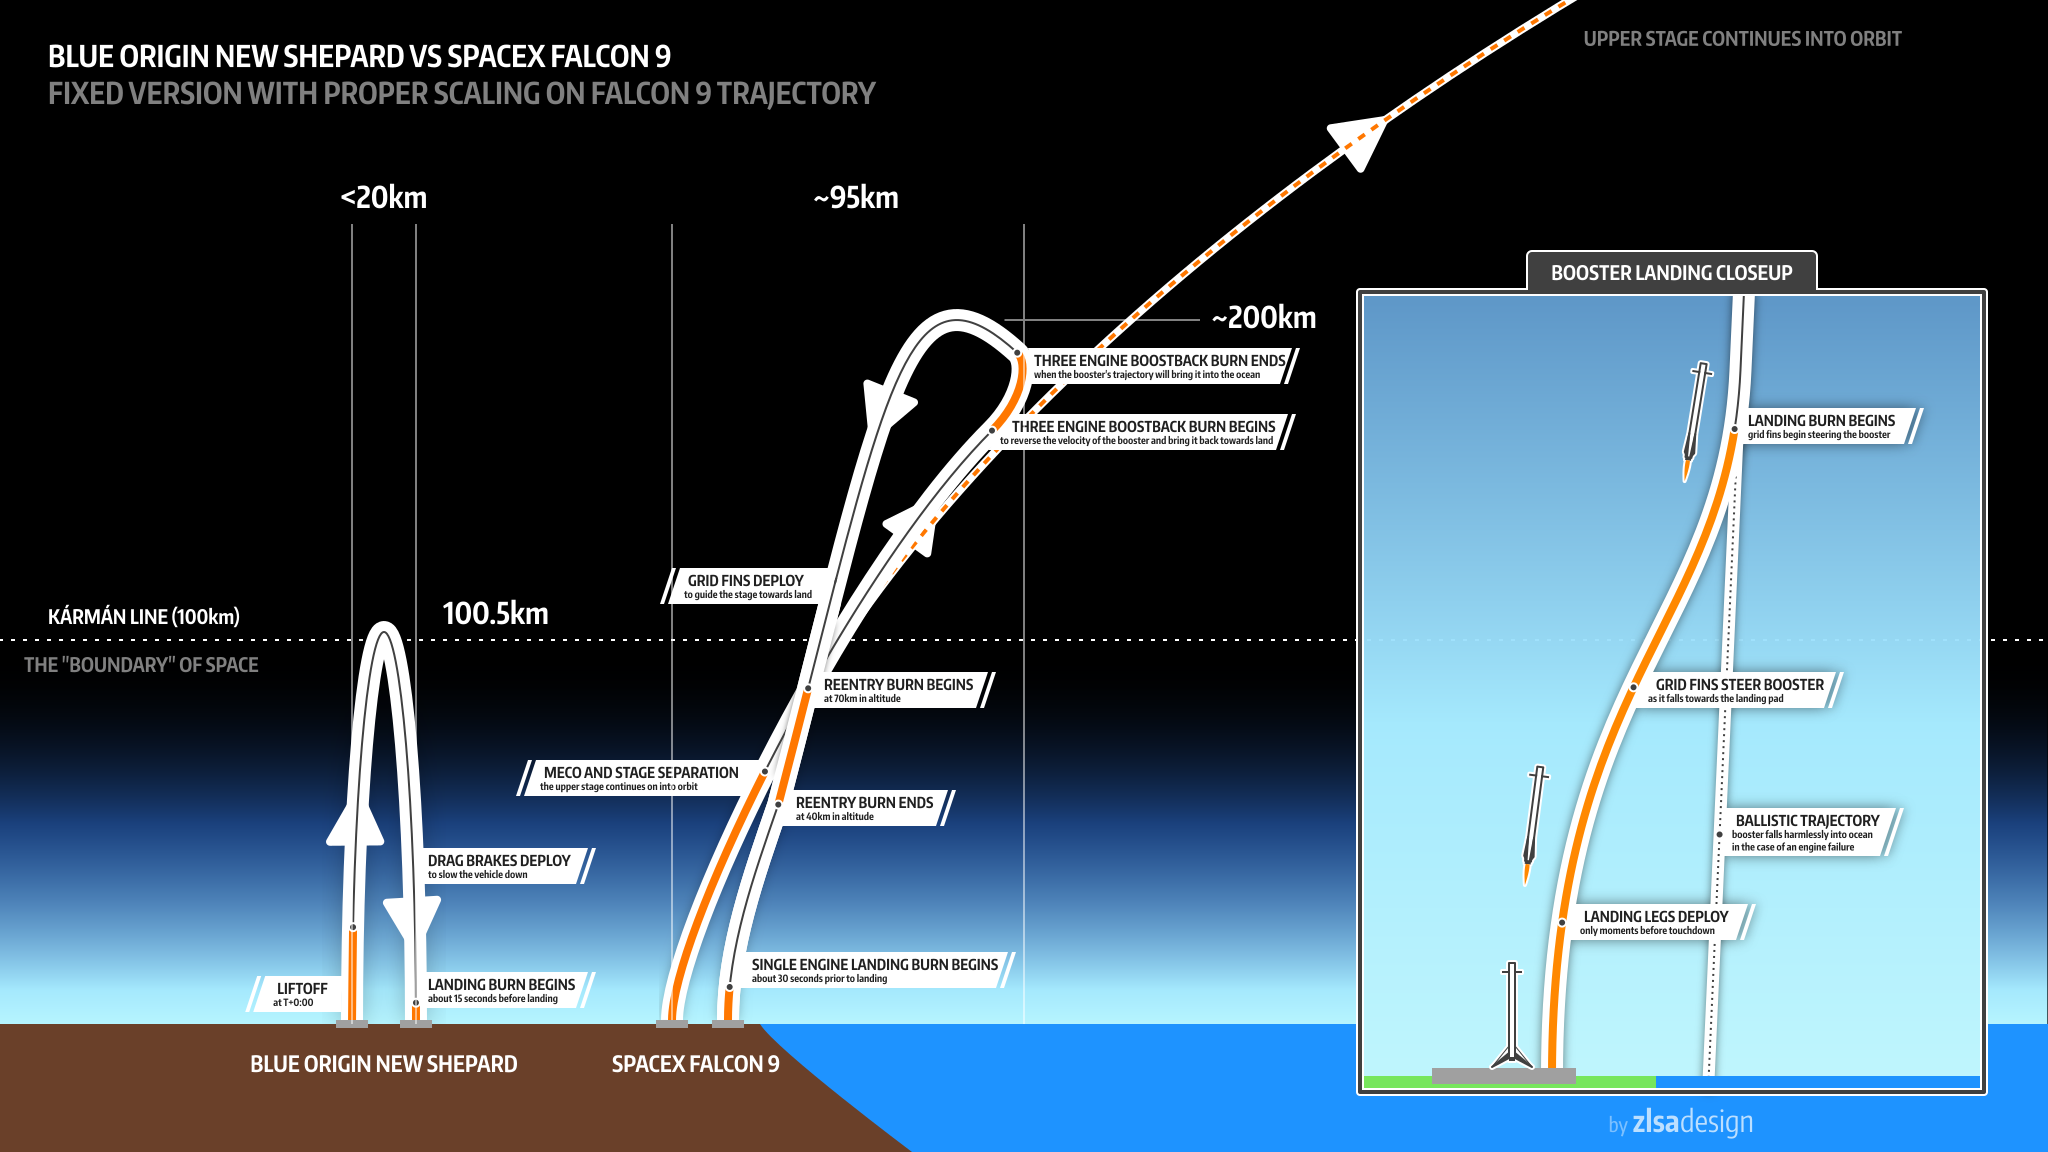 BLUE ORIGIN NEW SHEPARD VS SPACEX FALCON 9
FIXED VERSION WITH PROPER SCALING ON FALCON 9 TRAJECTORY
UPPER STAGE CONTINUES INTO ORBIT
<20km
~95km
~200km
THREE ENGINE BOOSTBACK BURN ENDS
when the booster's trajectory will bring it into the ocean
THREE ENGINE BOOSTBACK BURN BEGINS
to reverse the velocity of the booster and bring it back towards land
GRID FINS DEPLOY
to guide the stage towards land
KÁRMÁN LINE (100km)
100.5km
THE "BOUNDARY" OF SPACE
REENTRY BURN BEGINS
at 70km in altitude
MECO AND STAGE SEPARATION
the upper stage continues on into orbit
REENTRY BURN ENDS
at 40km in altitude
DRAG BRAKES DEPLOY
to slow the vehicle down
SINGLE ENGINE LANDING BURN BEGINS
about 30 seconds prior to landing
LIFTOFF
at T+0:00
LANDING BURN BEGINS
about 15 seconds before landing
BLUE ORIGIN NEW SHEPARD
SPACEX FALCON 9
BOOSTER LANDING CLOSEUP
LANDING BURN BEGINS
grid fins begin steering the booster
GRID FINS STEER BOOSTER
as it falls towards the landing pad
BALLISTIC TRAJECTORY
booster falls harmlessly into ocean
in the case of an engine failure
LANDING LEGS DEPLOY
only moments before touchdown
by zlsadesign